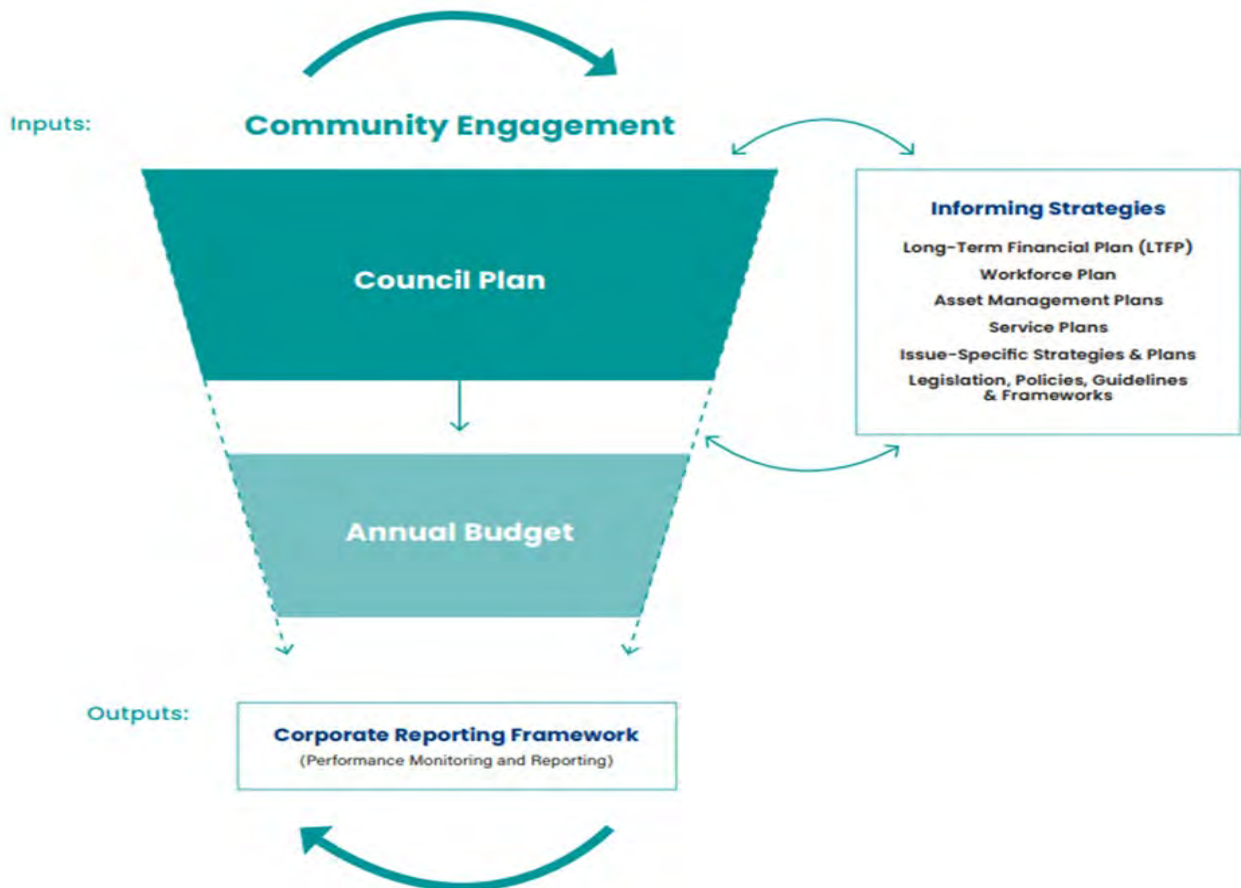 Inputs:
Community Engagement
Council Plan
Annual Budget
Informing Strategies
Long-Term Financial Plan (LTFP)
Workforce Plan
Asset Management Plans
Service Plans
Issue-Specific Strategies & Plans
Legislation, Policies, Guidelines
& Frameworks
Outputs:
Corporate Reporting Framework
(Performance Monitoring and Reporting)